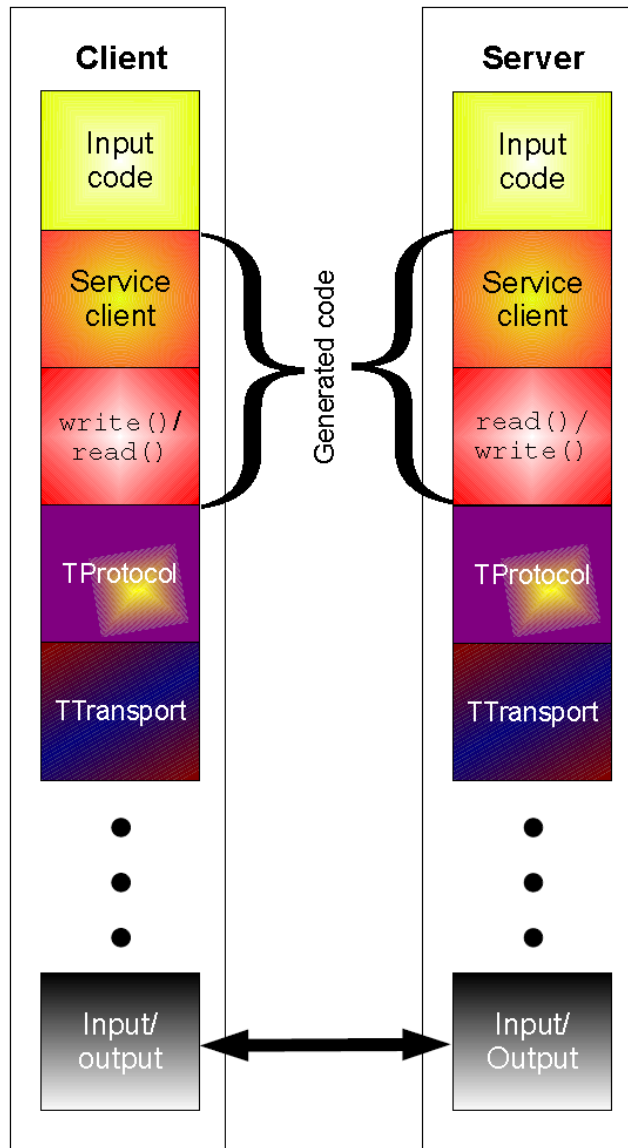 Client
Input
code
Service
client
write()/
read()
TProtocol
TTransport
Input/
output
Generated code
Server
Input
code
Service
client
read()/
write()
TProtocol
TTransport
Input/
Output